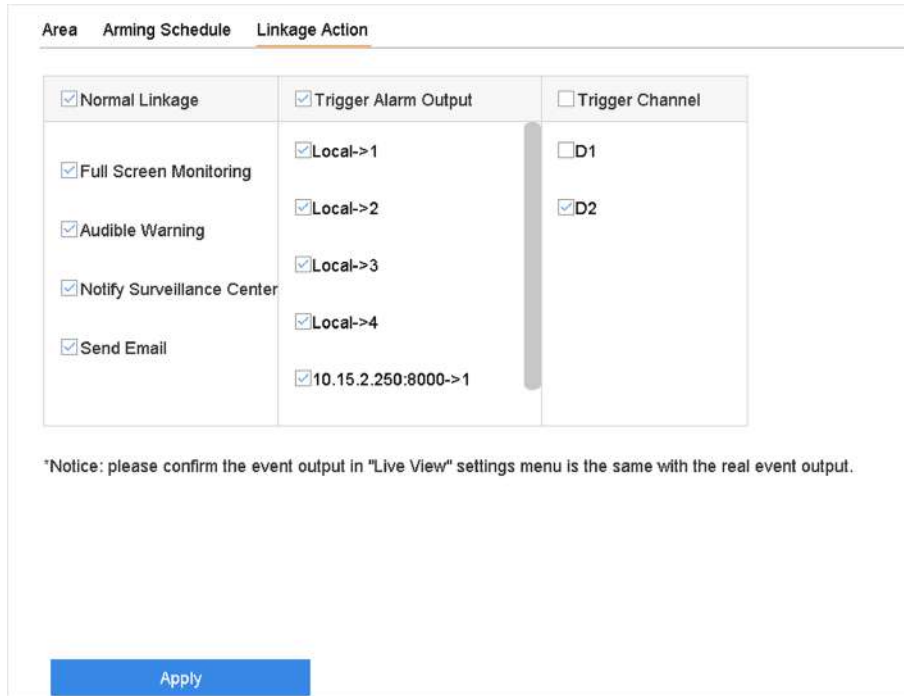 Area Arming Schedule Linkage Action
Normal Linkage Trigger Alarm Output Trigger Channel
Full Screen Monitoring
Audible Warning
Notify Surveillance Center
Send Email
Local->1
Local->2
Local->3
Local->4
10.15.2.250:8000->1
D1
D2
*Notice: please confirm the event output in "Live View" settings menu is the same with the real event output.
Apply